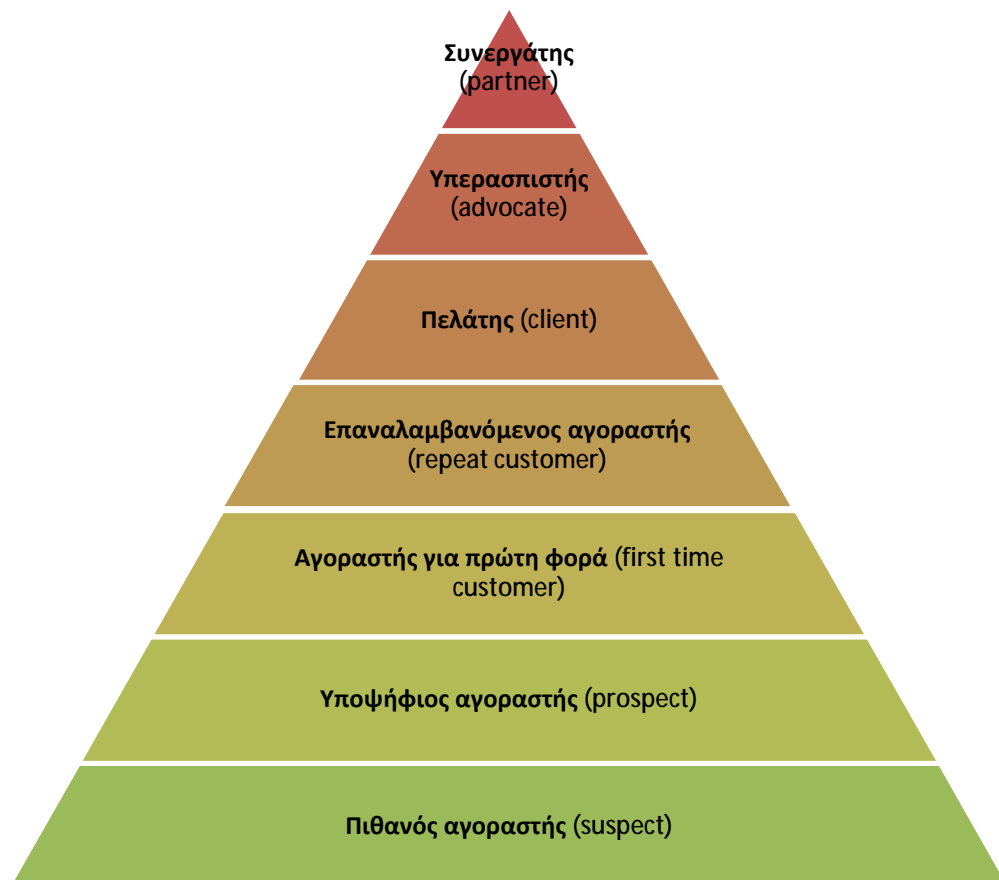 Συνεργάτης
(partner)
Υπερασπιστής
(advocate)
Πελάτης (client)
Επαναλαμβανόμενος αγοραστής
(repeat customer)
Αγοραστής για πρώτη φορά (first time
customer)
Υποψήφιος αγοραστής (prospect)
Πιθανός αγοραστής (suspect)